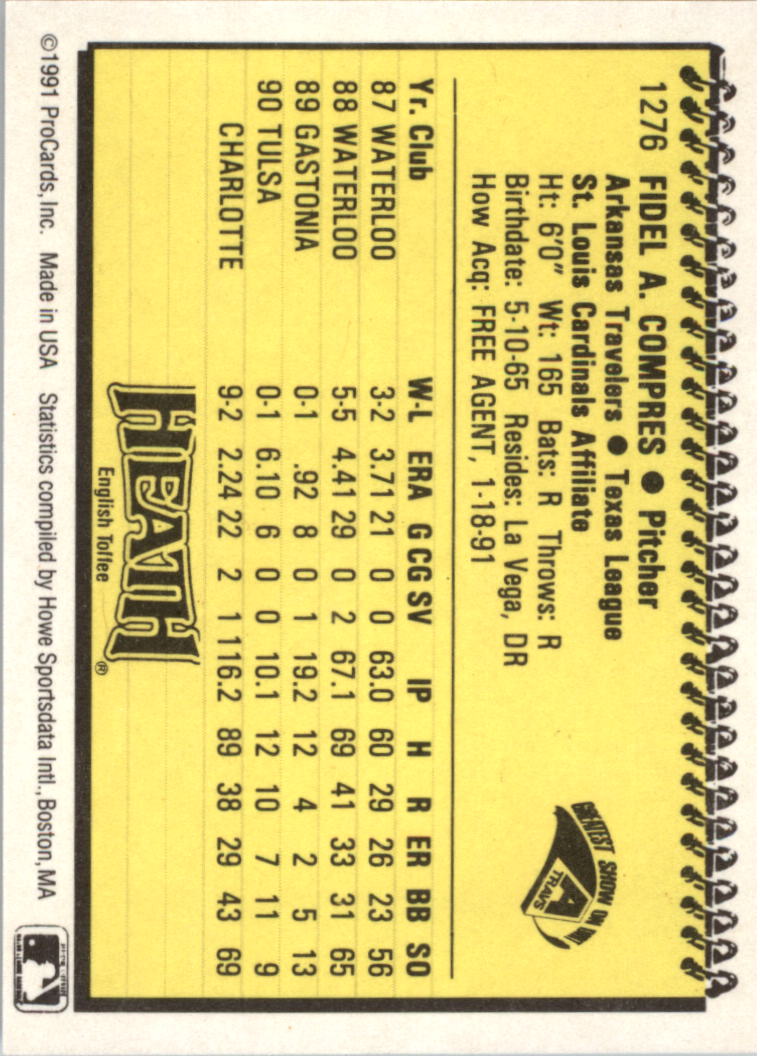 1276 FIDEL A. COMPRES ● Pitcher
Arkansas Travelers ● Texas League
St. Louis Cardinals Affiliate
Ht: 6'0" Wt: 165 Bats: R Throws: R
Birthdate: 5-10-65 Resides: La Vega, DR
How Acq: FREE AGENT, 1-18-91
GREATEST SHOW ON DIRT
A
TRAVS
Yr. Club W-L ERA G CG SV IP H R ER BB SO
87 WATERLOO 3-2 3.71 21 0 0 63.0 60 29 26 23 56
88 WATERLOO 5-5 4.41 29 0 2 67.1 69 41 33 31 65
89 GASTONIA 0-1 .92 8 0 1 19.2 12 4 2 5 13
90 TULSA 0-1 6.10 6 0 0 10.1 12 10 7 11 9
CHARLOTTE 9-2 2.24 22 2 1 116.2 89 38 29 43 69
HEATH®
English Toffee
©1991 ProCards, Inc. Made in USA Statistics compiled by Howe Sportsdata Intl., Boston, MA